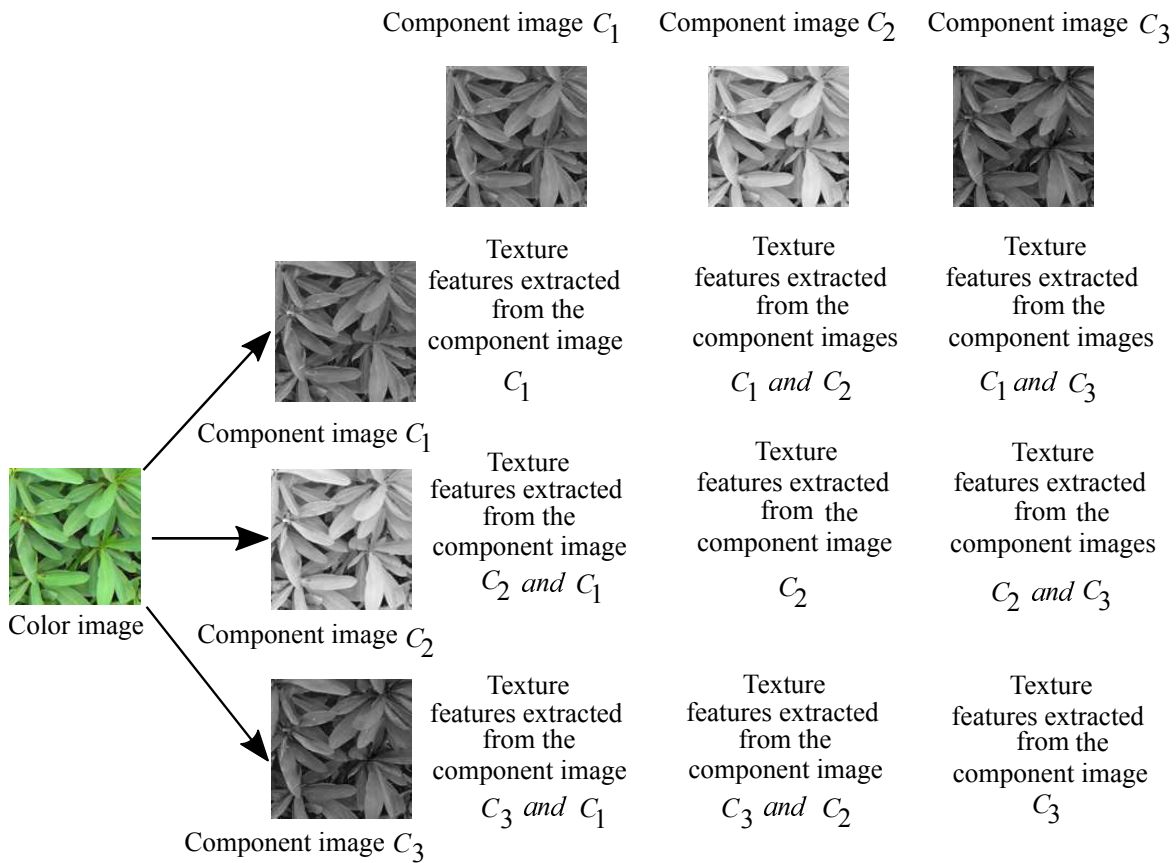 Component image C1
Component image C2
Component image C3
Texture
features extracted
from the
component image
C1
Texture
features extracted
from the
component images
C1 and C2
Texture
features extracted
from the
component images
C1 and C3
Component image C1
Texture
features extracted
from the
component image
C2 and C1
Texture
features extracted
from the
component image
C2
Texture
features extracted
from the
component images
C2 and C3
Color image
Component image C2
Texture
features extracted
from the
component image
C3 and C1
Texture
features extracted
from the
component image
C3 and C2
Texture
features extracted
from the
component image
C3
Component image C3